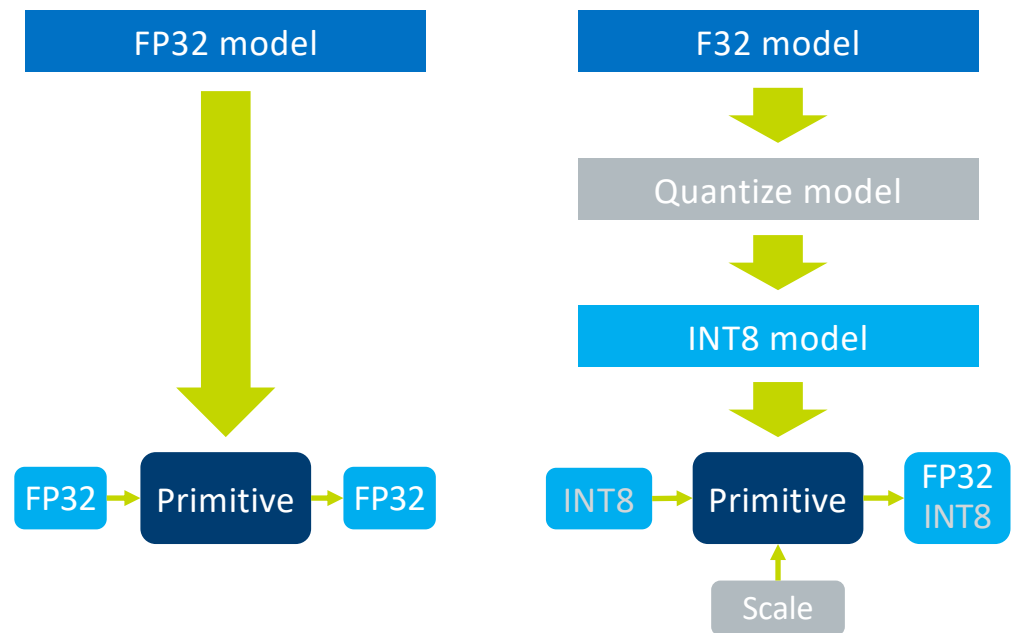 FP32 model
FP32
Primitive
FP32
F32 model
Quantize model
INT8 model
INT8
Primitive
FP32
INT8
Scale